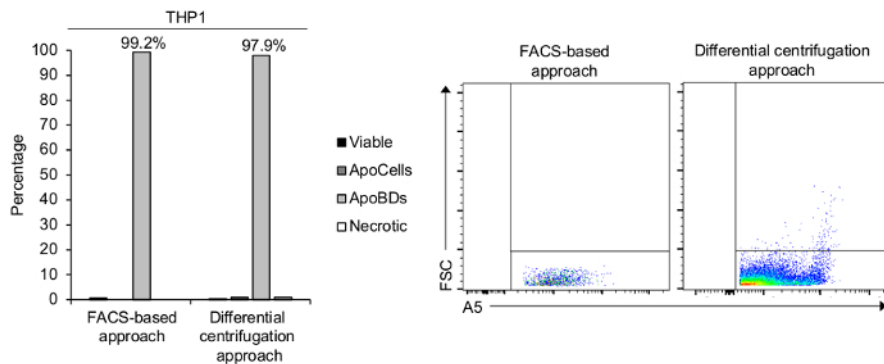 THP1
99.2%
97.9%
100
90
80
70
60
50
40
30
20
10
0
Percentage
FACS-based
approach
Differential
centrifugation
approach
Viable
ApoCells
ApoBDs
Necrotic
FACS-based
approach
Differential centrifugation
approach
FSC
A5